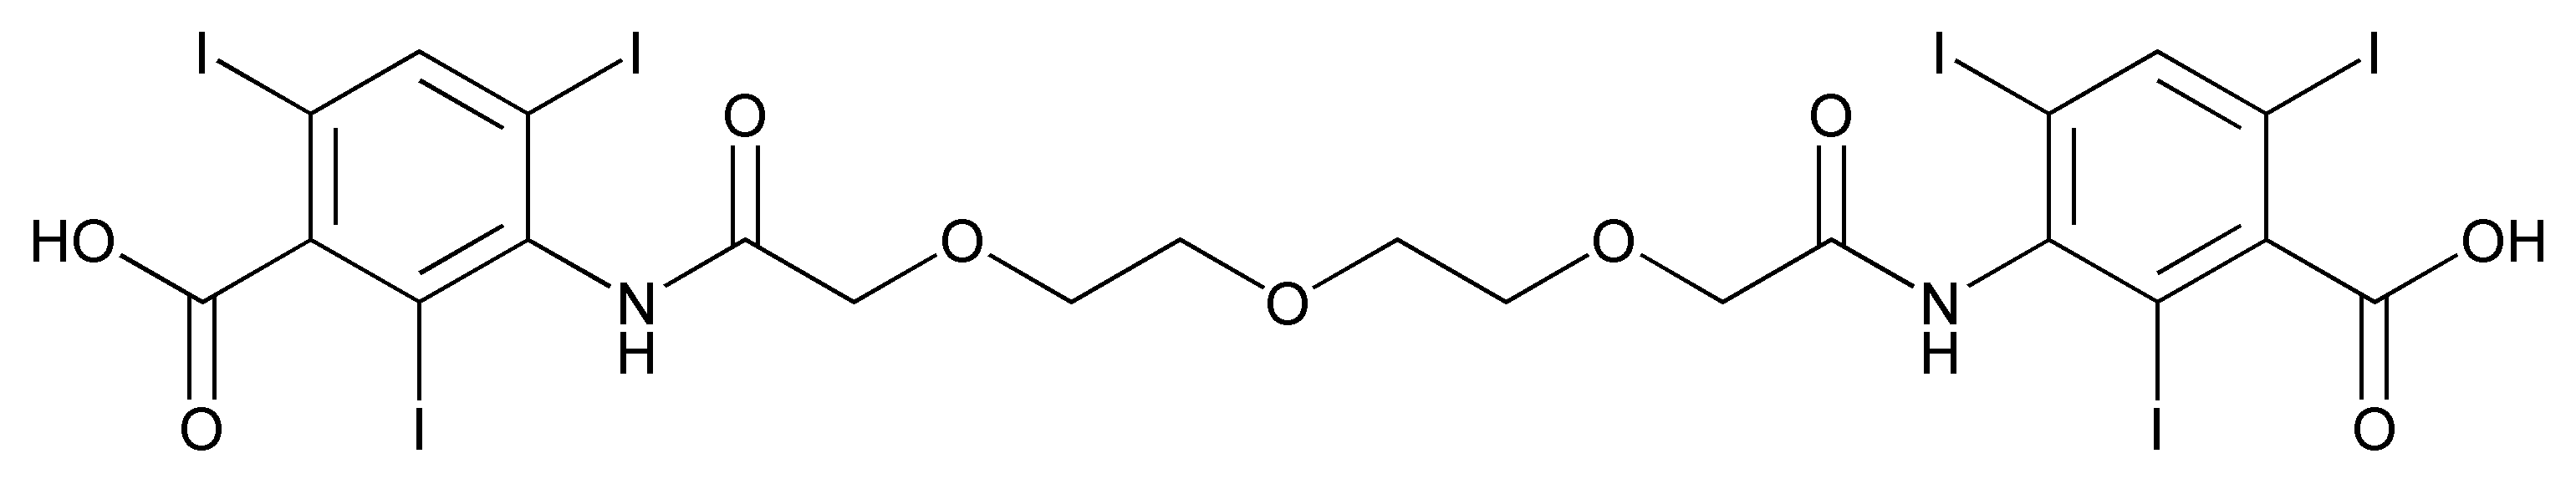 I I I I
O O
HO O O OH
N O N
H H
O I I O